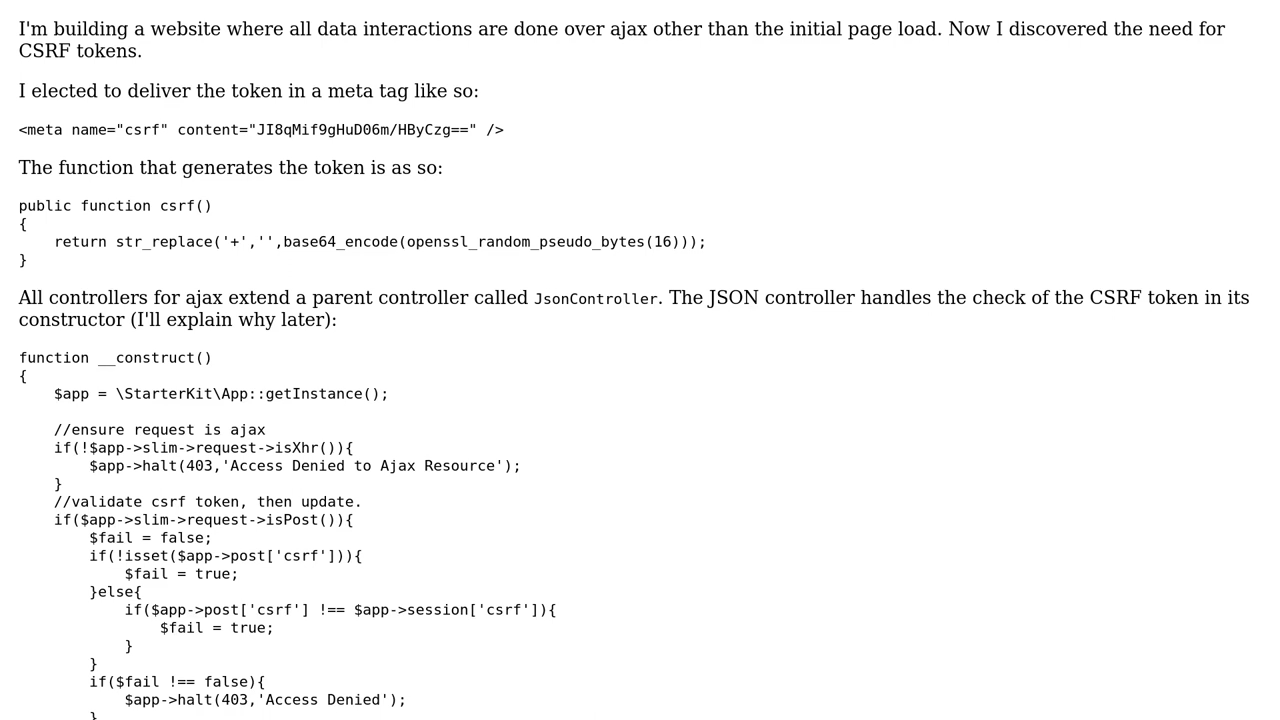 I'm building a website where all data interactions are done over ajax other than the initial page load. Now I discovered the need for
CSRF tokens.
I elected to deliver the token in a meta tag like so:
<meta name="csrf" content="JI8qMif9gHuD06m/HByCzg==" />
The function that generates the token is as so:
public function csrf()
{
    return str_replace('+','',base64_encode(openssl_random_pseudo_bytes(16)));
}
All controllers for ajax extend a parent controller called JsonController. The JSON controller handles the check of the CSRF token in its
constructor (I'll explain why later):
function __construct()
{
    $app = \StarterKit\App::getInstance();
    //ensure request is ajax
    if(!$app->slim->request->isXhr()){
        $app->halt(403,'Access Denied to Ajax Resource');
    }
    //validate csrf token, then update.
    if($app->slim->request->isPost()){
        $fail = false;
        if(!isset($app->post['csrf'])){
            $fail = true;
        }else{
            if($app->post['csrf'] !== $app->session['csrf']){
                $fail = true;
            }
        }
        if($fail !== false){
            $app->halt(403,'Access Denied');
        }